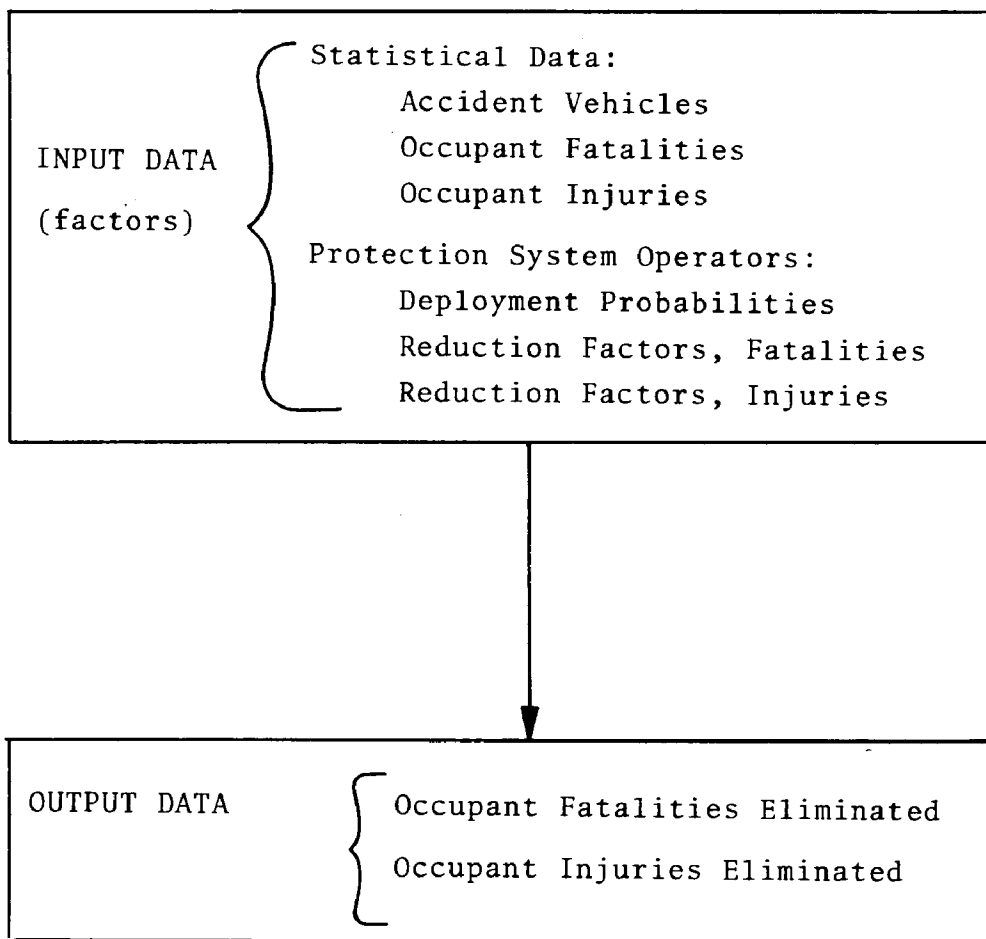 Statistical Data:
Accident Vehicles
INPUT DATA
Occupant Fatalities
(factors)
Occupant Injuries
Protection System Operators:
Deployment Probabilities
Reduction Factors, Fatalities
Reduction Factors, Injuries
OUTPUT DATA
Occupant Fatalities Eliminated
Occupant Injuries Eliminated